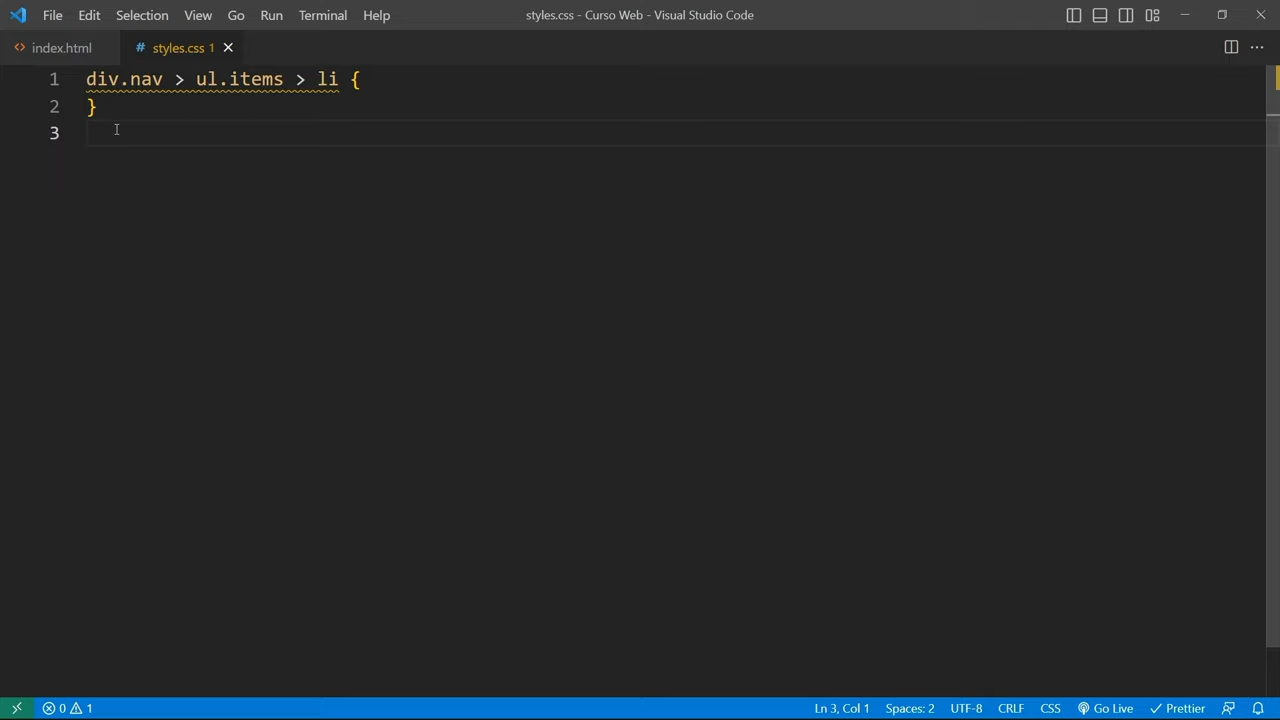 File Edit Selection View Go Run Terminal Help styles.css - Curso Web - Visual Studio Code
<> index.html # styles.css 1
1 div.nav > ul.items > li {
2 }
3
0 1 Ln 3, Col 1 Spaces: 2 UTF-8 CRLF CSS Go Live Prettier